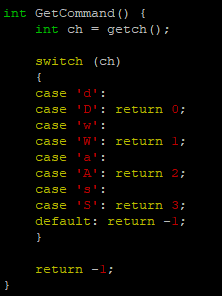 int GetCommand() {
    int ch = getch();

    switch (ch)
    {
    case 'd':
    case 'D': return 0;
    case 'w':
    case 'W': return 1;
    case 'a':
    case 'A': return 2;
    case 's':
    case 'S': return 3;
    default: return -1;
    }

    return -1;
}